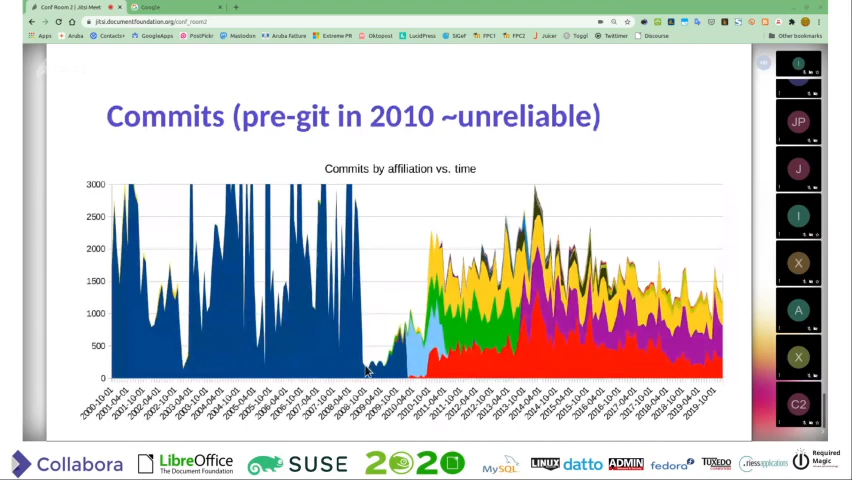 Conf Room 2 | Jitsi Meet
Google
jitsi.documentfoundation.org/conf_room2
Apps Aruba Contacts+ GoogleApps PostPickr Mastodon Aruba Fatture Extreme PR Oktopost LucidPress SIGef FPC1 FPC2 Juicer Toggl Twittimer Discourse Other bookmarks
Commits (pre-git in 2010 ~unreliable)
Commits by affiliation vs. time
3000
2500
2000
1500
1000
500
0
2000-10-01 2001-04-01 2001-10-01 2002-04-01 2002-10-01 2003-04-01 2003-10-01 2004-04-01 2004-10-01 2005-04-01 2005-10-01 2006-04-01 2006-10-01 2007-04-01 2007-10-01 2008-04-01 2008-10-01 2009-04-01 2009-10-01 2010-04-01 2010-10-01 2011-04-01 2011-10-01 2012-04-01 2012-10-01 2013-04-01 2013-10-01 2014-04-01 2014-10-01 2015-04-01 2015-10-01 2016-04-01 2016-10-01 2017-04-01 2017-10-01 2018-04-01 2018-10-01 2019-04-01 2019-10-01
I
JP
J
I
X
A
X
C2
Collabora
LibreOffice
The Document Foundation
SUSE
2020
MySQL
LINUX
datto
ADMIN
fedora
TUXEDO
riessapplications
Required
Magic